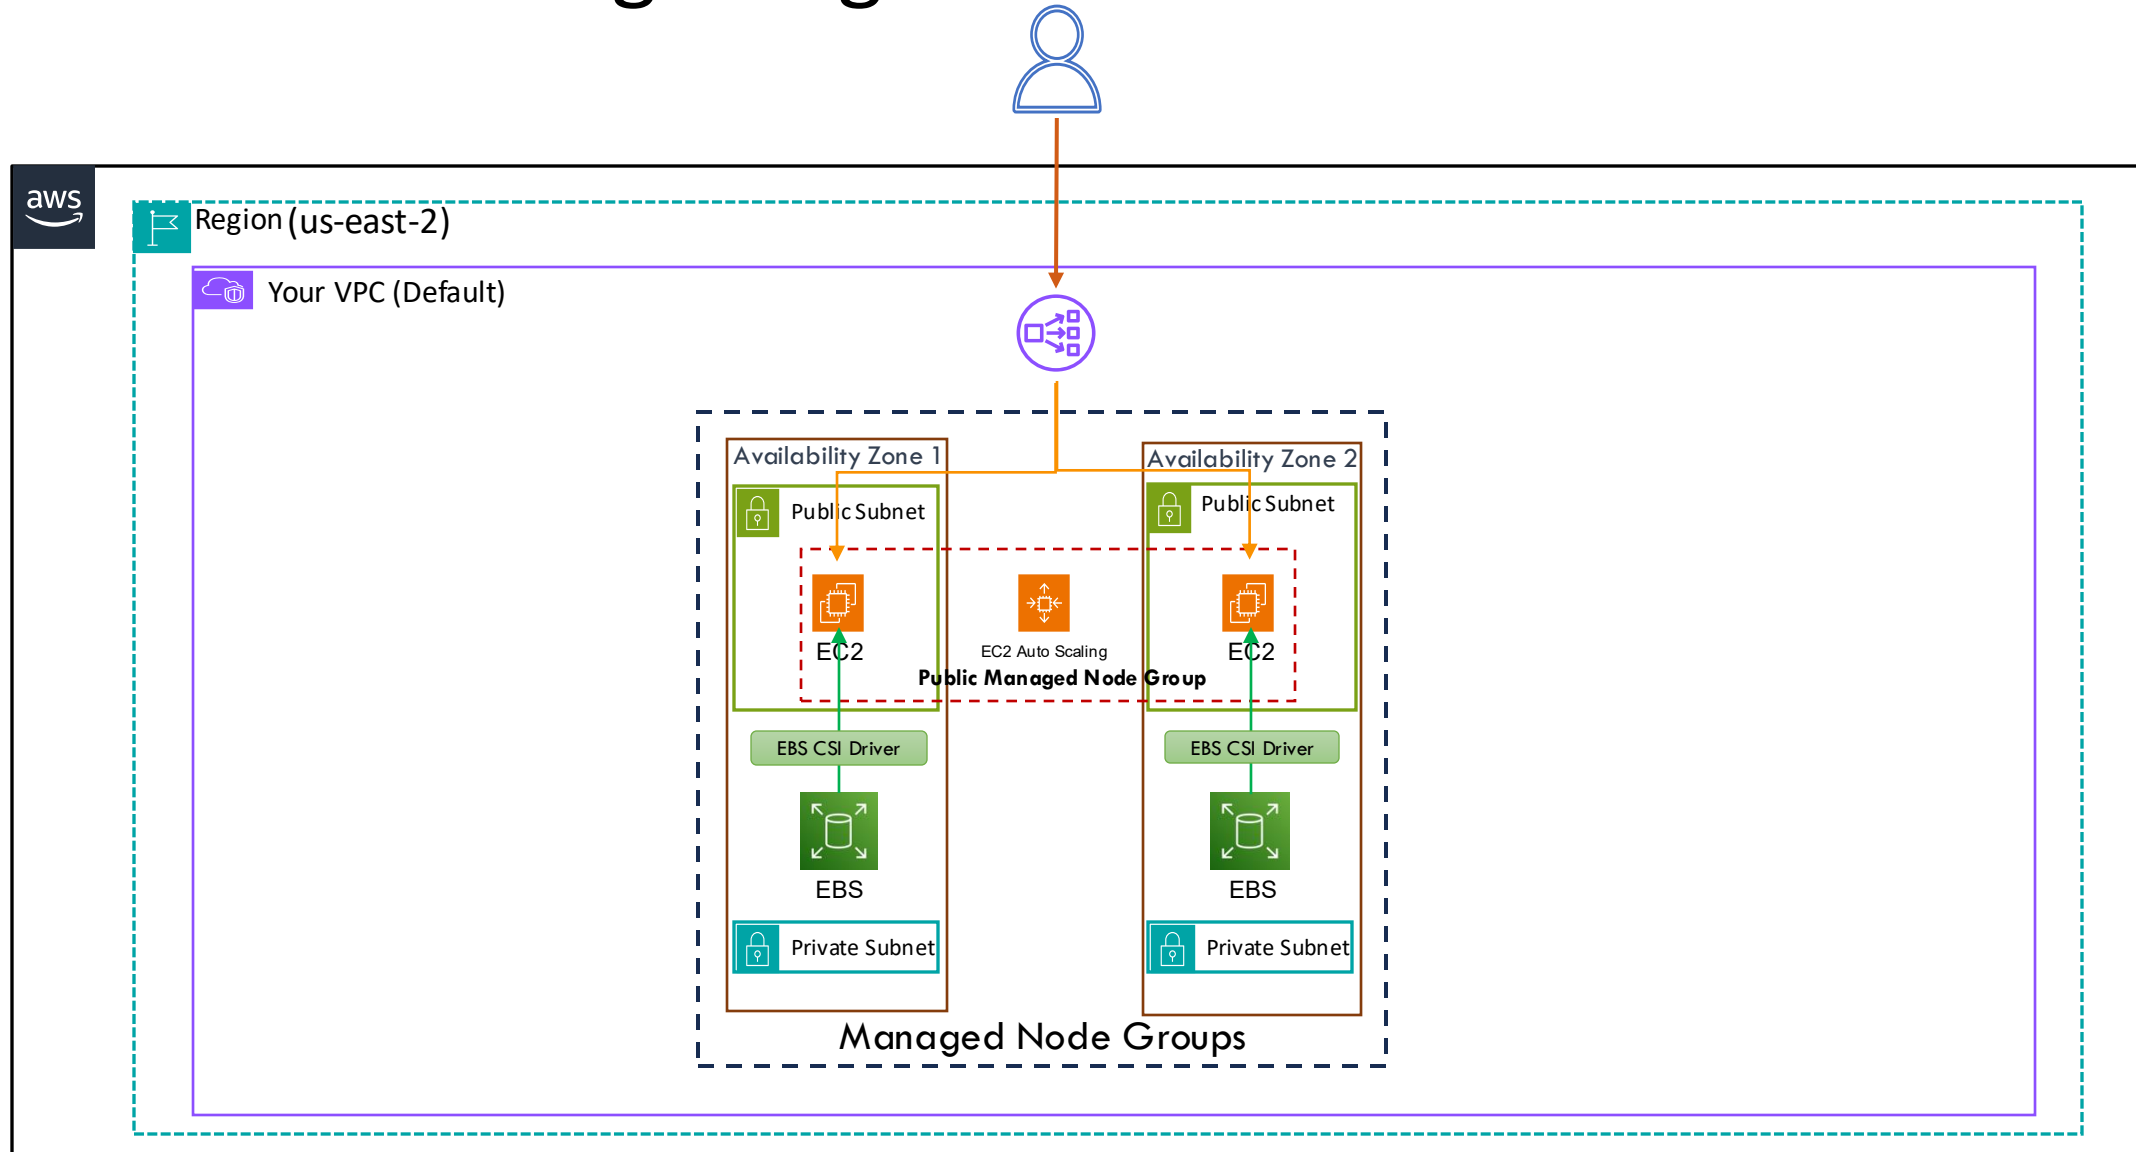 aws
Region (us-east-2)
Your VPC (Default)
Availability Zone 1
Availability Zone 2
Public Subnet
Public Subnet
EC2
EC2 Auto Scaling
EC2
Public Managed Node Group
EBS CSI Driver
EBS CSI Driver
EBS
EBS
Private Subnet
Private Subnet
Managed Node Groups